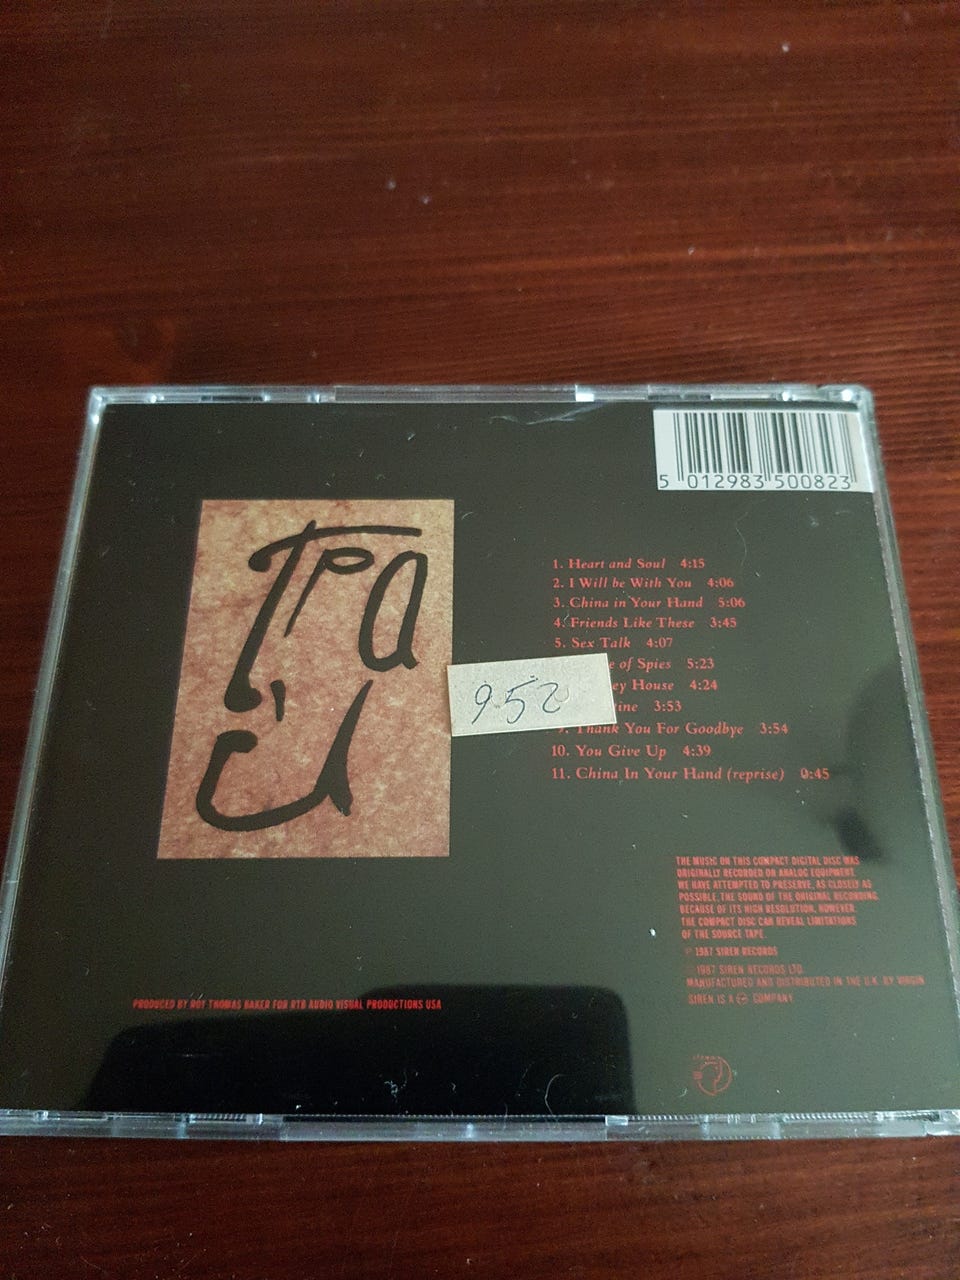 5 012983 500823
T'PaU
1. Heart and Soul 4:15
2. I Will be With You 4:06
3. China in Your Hand 5:06
4. Friends Like These 3:45
5. Sex Talk 4:07
of Spies 5:23
House 4:24
3:53
952
Thank You For Goodbye 3:54
10. You Give Up 4:39
11. China In Your Hand (reprise) 0:45
THE MUSIC ON THIS COMPACT DIGITAL DISC WAS
ORIGINALLY RECORDED ON ANALOG EQUIPMENT.
WE HAVE ATTEMPTED TO PRESERVE, AS CLOSELY AS
POSSIBLE, THE SOUND OF THE ORIGINAL RECORDING.
BECAUSE OF ITS HIGH RESOLUTION, HOWEVER,
THE COMPACT DISC CAN REVEAL LIMITATIONS
OF THE SOURCE TAPE.
℗ 1987 SIREN RECORDS
© 1987 SIREN RECORDS LTD.
MANUFACTURED AND DISTRIBUTED IN THE U.K. BY VIRGIN
SIREN IS A COMPANY
PRODUCED BY ROY THOMAS BAKER FOR RTB AUDIO VISUAL PRODUCTIONS USA